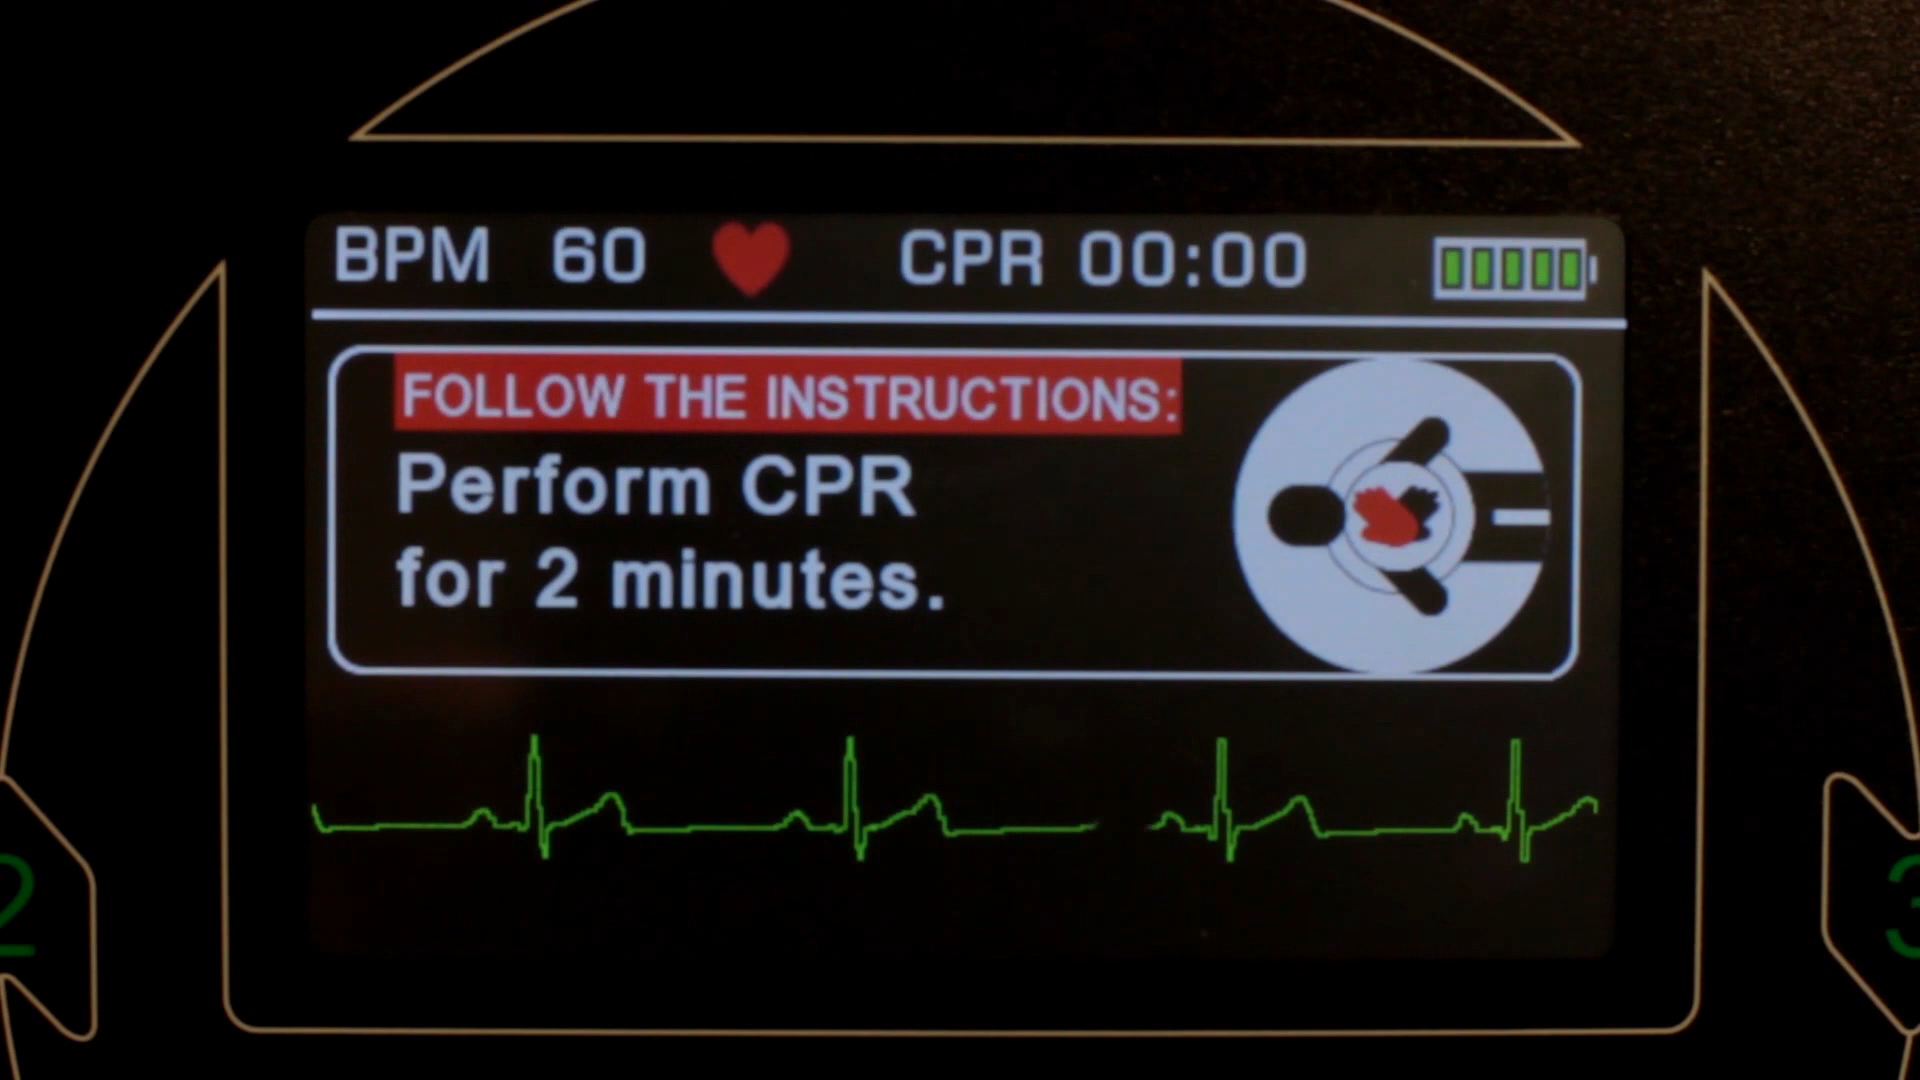 BPM 60 CPR 00:00
FOLLOW THE INSTRUCTIONS:
Perform CPR
for 2 minutes.
2
3